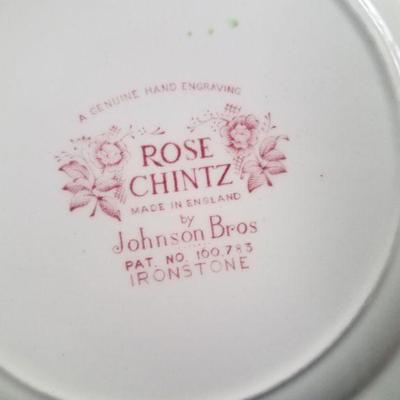 A GENUINE HAND ENGRAVING
ROSE
CHINTZ
MADE IN ENGLAND
by
Johnson Bros
PAT. NO. 100,783
IRONSTONE